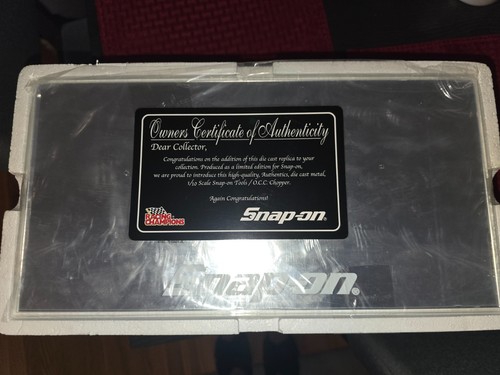 Owners Certificate of Authenticity
Dear Collector,
Congratulations on the addition of this die cast replica to your
collection. Produced as a limited edition for Snap-on,
we are proud to introduce this high-quality, Authentics, die cast metal,
1/10 Scale Snap-on Tools / O.C.C. Chopper.
Again Congratulations!
RACING
CHAMPIONS
Snap-on
Snap-on®